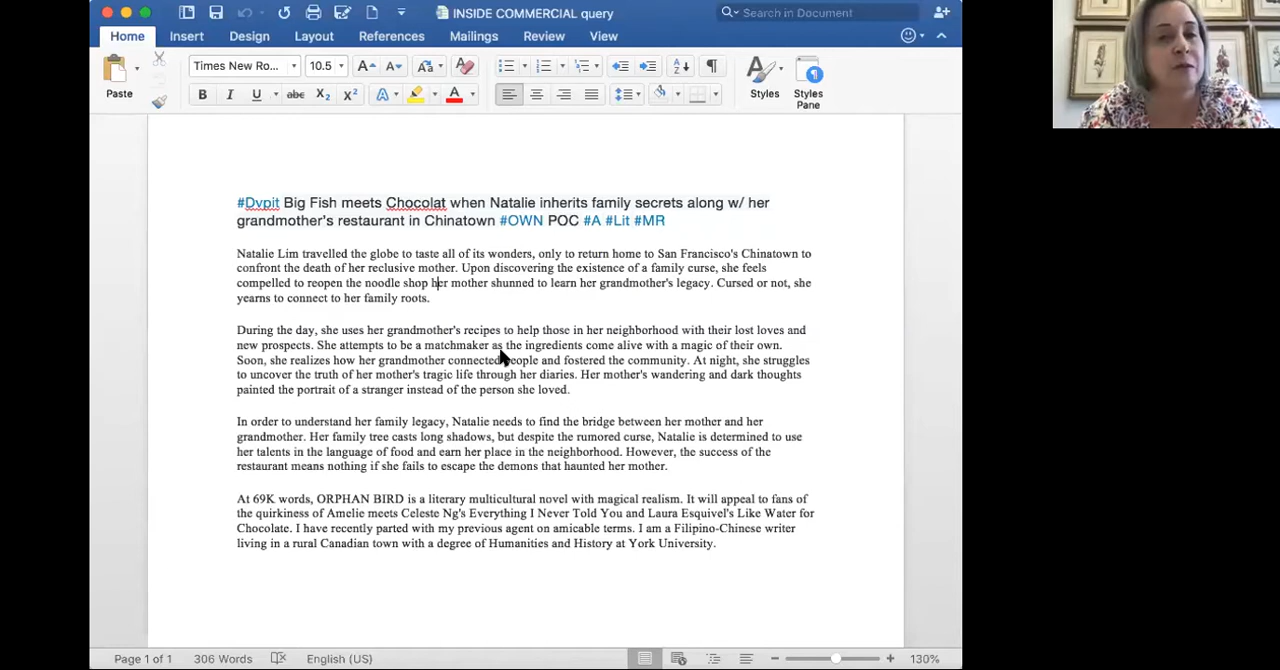 INSIDE COMMERCIAL query
Search in Document
Home Insert Design Layout References Mailings Review View
Paste
Times New Ro... 10.5
Styles
Styles Pane
#Dvpit Big Fish meets Chocolat when Natalie inherits family secrets along w/ her
grandmother's restaurant in Chinatown #OWN POC #A #Lit #MR
Natalie Lim travelled the globe to taste all of its wonders, only to return home to San Francisco's Chinatown to
confront the death of her reclusive mother. Upon discovering the existence of a family curse, she feels
compelled to reopen the noodle shop her mother shunned to learn her grandmother's legacy. Cursed or not, she
yearns to connect to her family roots.
During the day, she uses her grandmother's recipes to help those in her neighborhood with their lost loves and
new prospects. She attempts to be a matchmaker as the ingredients come alive with a magic of their own.
Soon, she realizes how her grandmother connected people and fostered the community. At night, she struggles
to uncover the truth of her mother's tragic life through her diaries. Her mother's wandering and dark thoughts
painted the portrait of a stranger instead of the person she loved.
In order to understand her family legacy, Natalie needs to find the bridge between her mother and her
grandmother. Her family tree casts long shadows, but despite the rumored curse, Natalie is determined to use
her talents in the language of food and earn her place in the neighborhood. However, the success of the
restaurant means nothing if she fails to escape the demons that haunted her mother.
At 69K words, ORPHAN BIRD is a literary multicultural novel with magical realism. It will appeal to fans of
the quirkiness of Amelie meets Celeste Ng's Everything I Never Told You and Laura Esquivel's Like Water for
Chocolate. I have recently parted with my previous agent on amicable terms. I am a Filipino-Chinese writer
living in a rural Canadian town with a degree of Humanities and History at York University.
Page 1 of 1 306 Words English (US) 130%